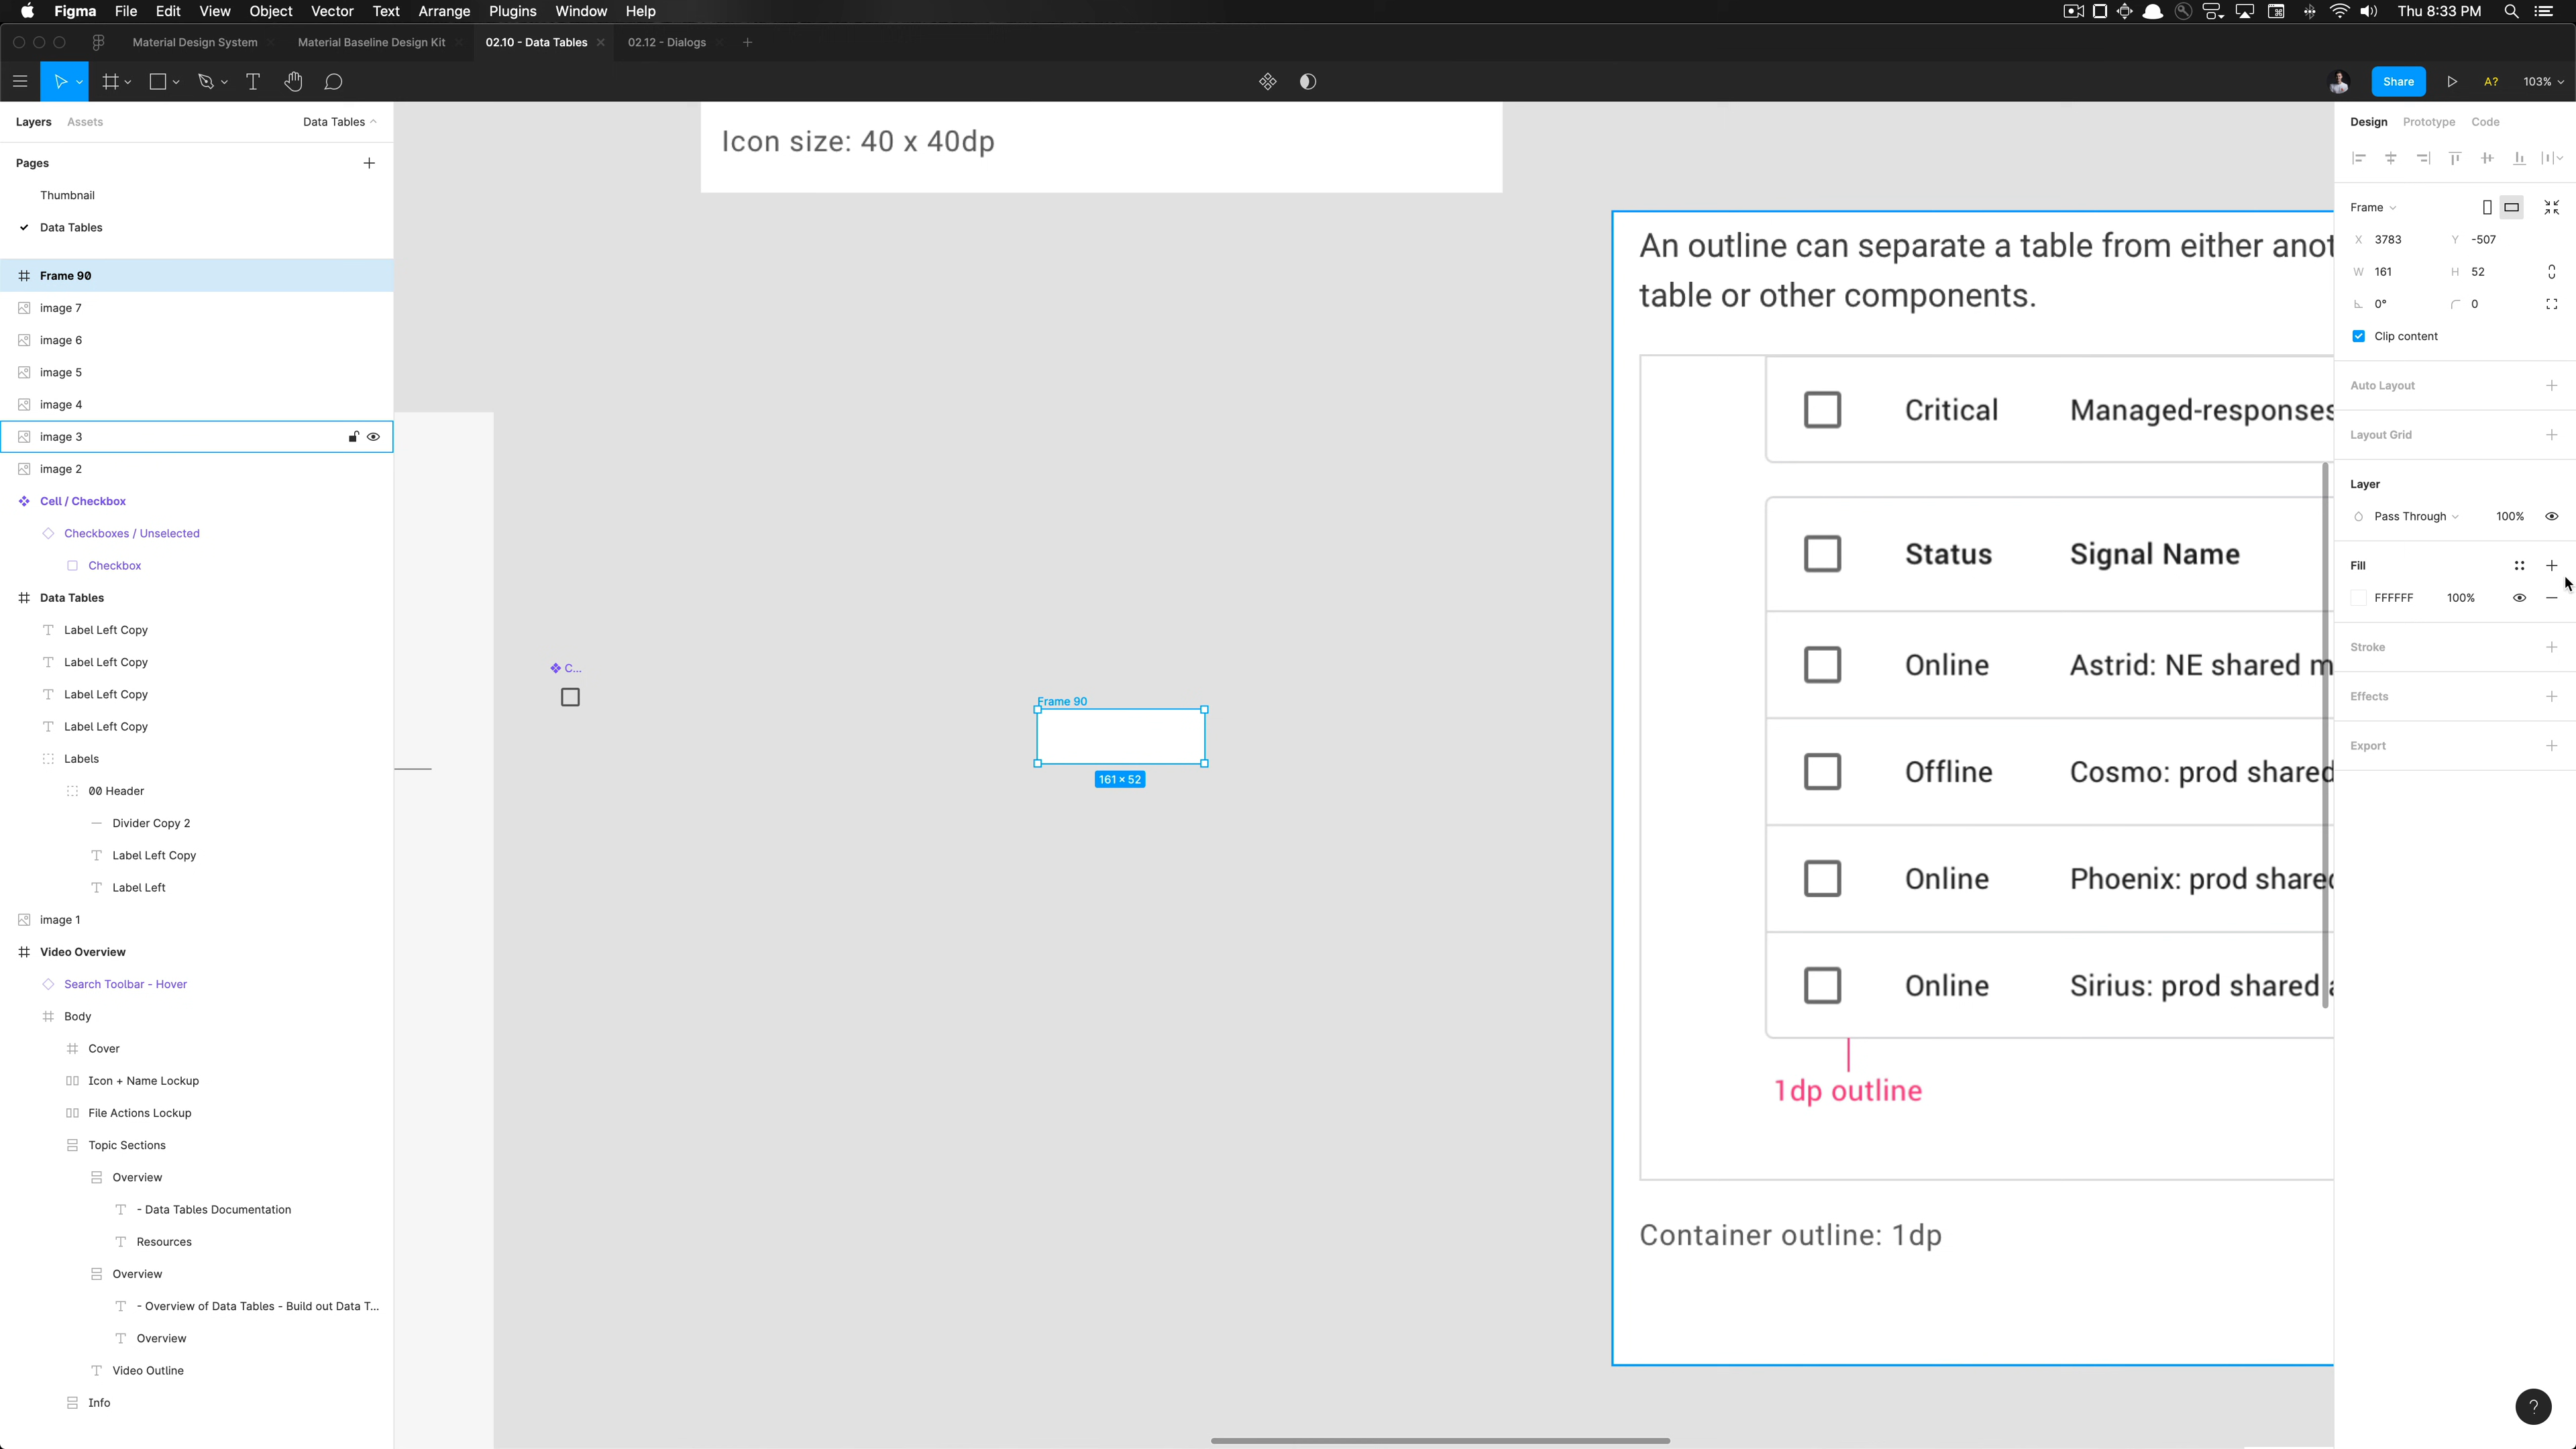 Figma File Edit View Object Vector Text Arrange Plugins Window Help
Thu 8:33 PM
Material Design System
Material Baseline Design Kit
02.10 - Data Tables
02.12 - Dialogs
Share
A?
103%
Layers
Assets
Data Tables
Pages
Thumbnail
Data Tables
Frame 90
image 7
image 6
image 5
image 4
image 3
image 2
Cell / Checkbox
Checkboxes / Unselected
Checkbox
Data Tables
Label Left Copy
Label Left Copy
Label Left Copy
Label Left Copy
Labels
00 Header
Divider Copy 2
Label Left Copy
Label Left
image 1
Video Overview
Search Toolbar - Hover
Body
Cover
Icon + Name Lockup
File Actions Lockup
Topic Sections
Overview
- Data Tables Documentation
Resources
Overview
- Overview of Data Tables - Build out Data T...
Overview
Video Outline
Info
Icon size: 40 x 40dp
C...
Frame 90
161 × 52
An outline can separate a table from either anot
table or other components.
Critical Managed-responses
Status Signal Name
Online Astrid: NE shared m
Offline Cosmo: prod shared
Online Phoenix: prod shared
Online Sirius: prod shared a
1dp outline
Container outline: 1dp
Design Prototype Code
Frame
X 3783 Y -507
W 161 H 52
0° 0
Clip content
Auto Layout
Layout Grid
Layer
Pass Through 100%
Fill
FFFFFF 100%
Stroke
Effects
Export
?